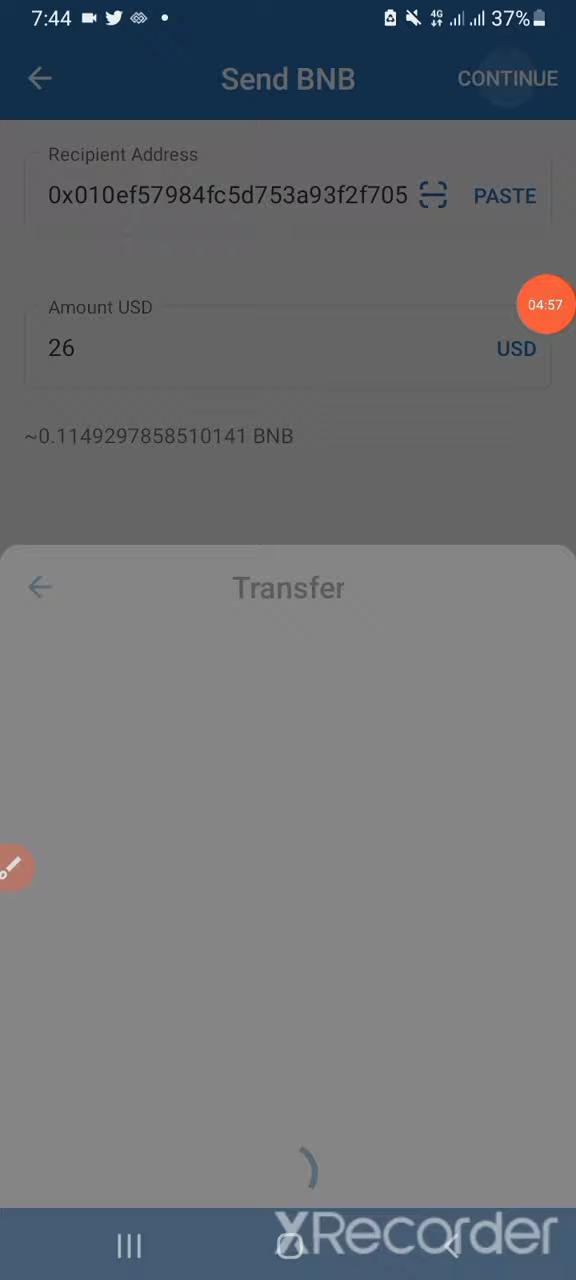 7:44
4G
37%
Send BNB
CONTINUE
Recipient Address
0x010ef57984fc5d753a93f2f705
PASTE
04:57
Amount USD
26
USD
~0.1149297858510141 BNB
Transfer
XRecorder